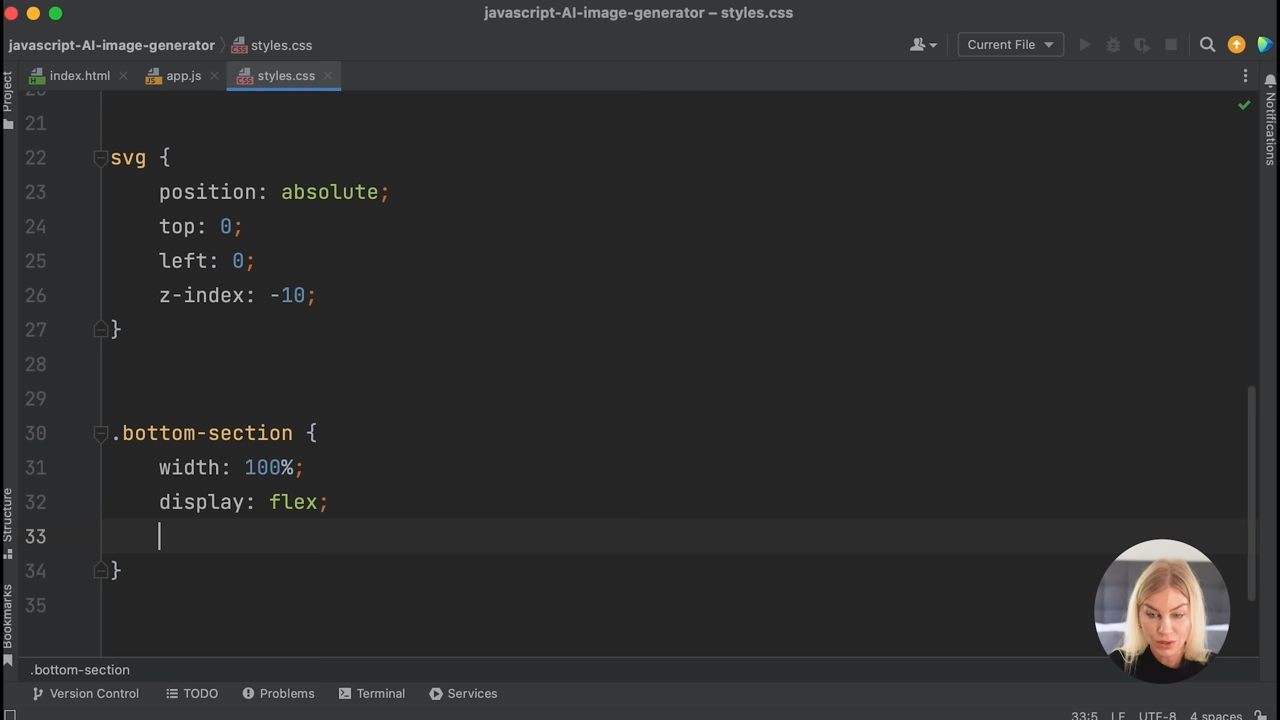 javascript-AI-image-generator – styles.css
javascript-AI-image-generator styles.css Current File
index.html app.js styles.css
Project
Notifications
21
22 svg {
23 position: absolute;
24 top: 0;
25 left: 0;
26 z-index: -10;
27 }
28
29
30 .bottom-section {
31 width: 100%;
32 display: flex;
33
34 }
35
Structure
Bookmarks
.bottom-section
Version Control TODO Problems Terminal Services
33:5 LF UTF-8 4 spaces